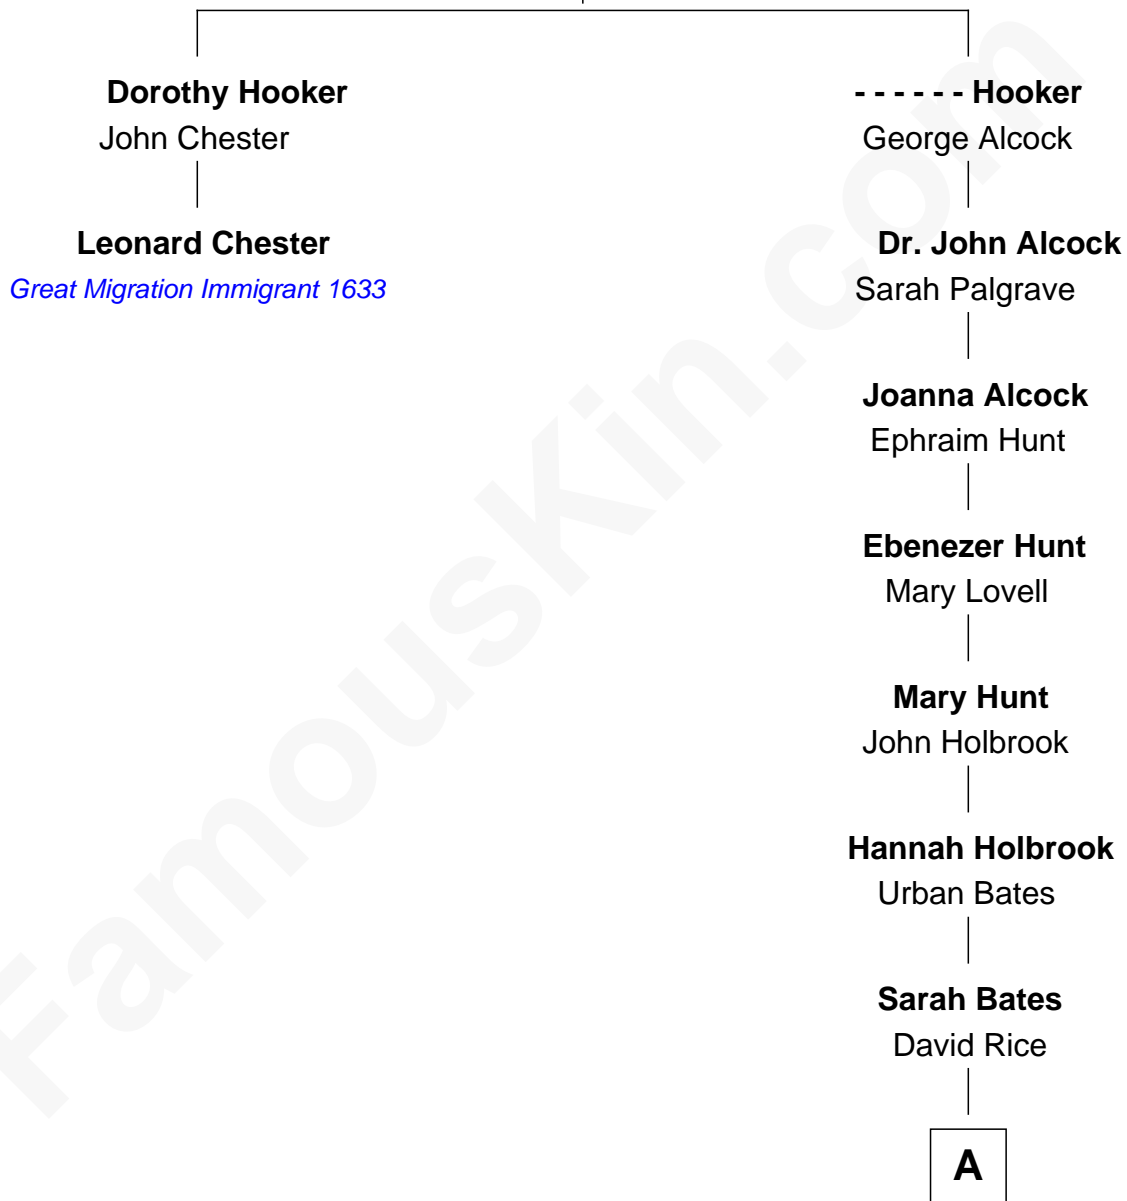 Dorothy Hooker
John Chester
Leonard Chester
Great Migration Immigrant 1633
- - - - - - Hooker
George Alcock
Dr. John Alcock
Sarah Palgrave
Joanna Alcock
Ephraim Hunt
Ebenezer Hunt
Mary Lovell
Mary Hunt
John Holbrook
Hannah Holbrook
Urban Bates
Sarah Bates
David Rice
A
FamousKin.com